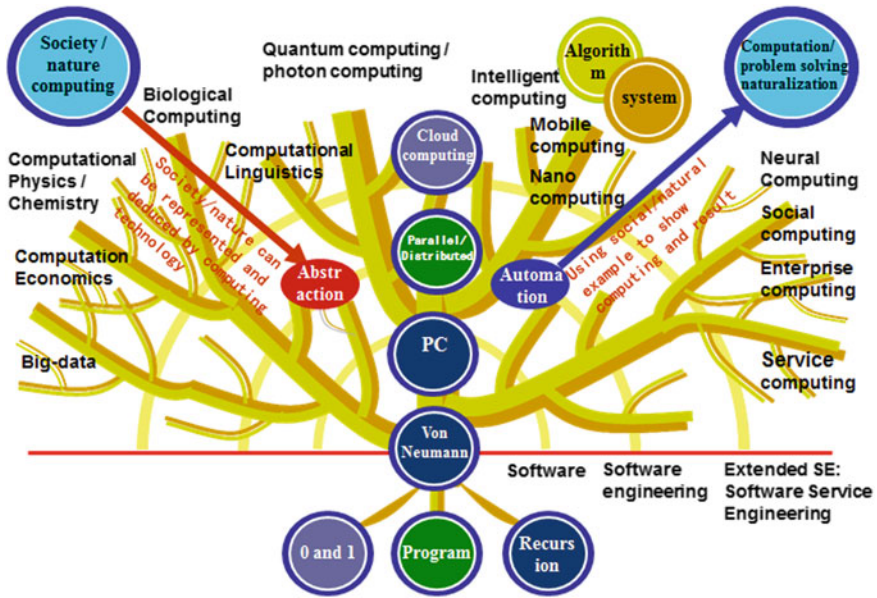 Society /
nature
computing
Quantum computing /
photon computing
Algorith
m
system
Computation/
problem solving
naturalization
Intelligent
computing
Biological
Computing
Cloud
computing
Mobile
computing
Computational
Linguistics
Nano
computing
Computational
Physics /
Chemistry
Neural
Computing
Society/nature can
be represented and
deduced by computing
technology
Using social/natural
example to show
computing and result
Social
computing
Parallel/
Distributed
Computation
Economics
Abstr
action
Automa
tion
Enterprise
computing
PC
Big-data
Service
computing
Von
Neumann
Software
Software
engineering
Extended SE:
Software Service
Engineering
0 and 1
Program
Recurs
ion